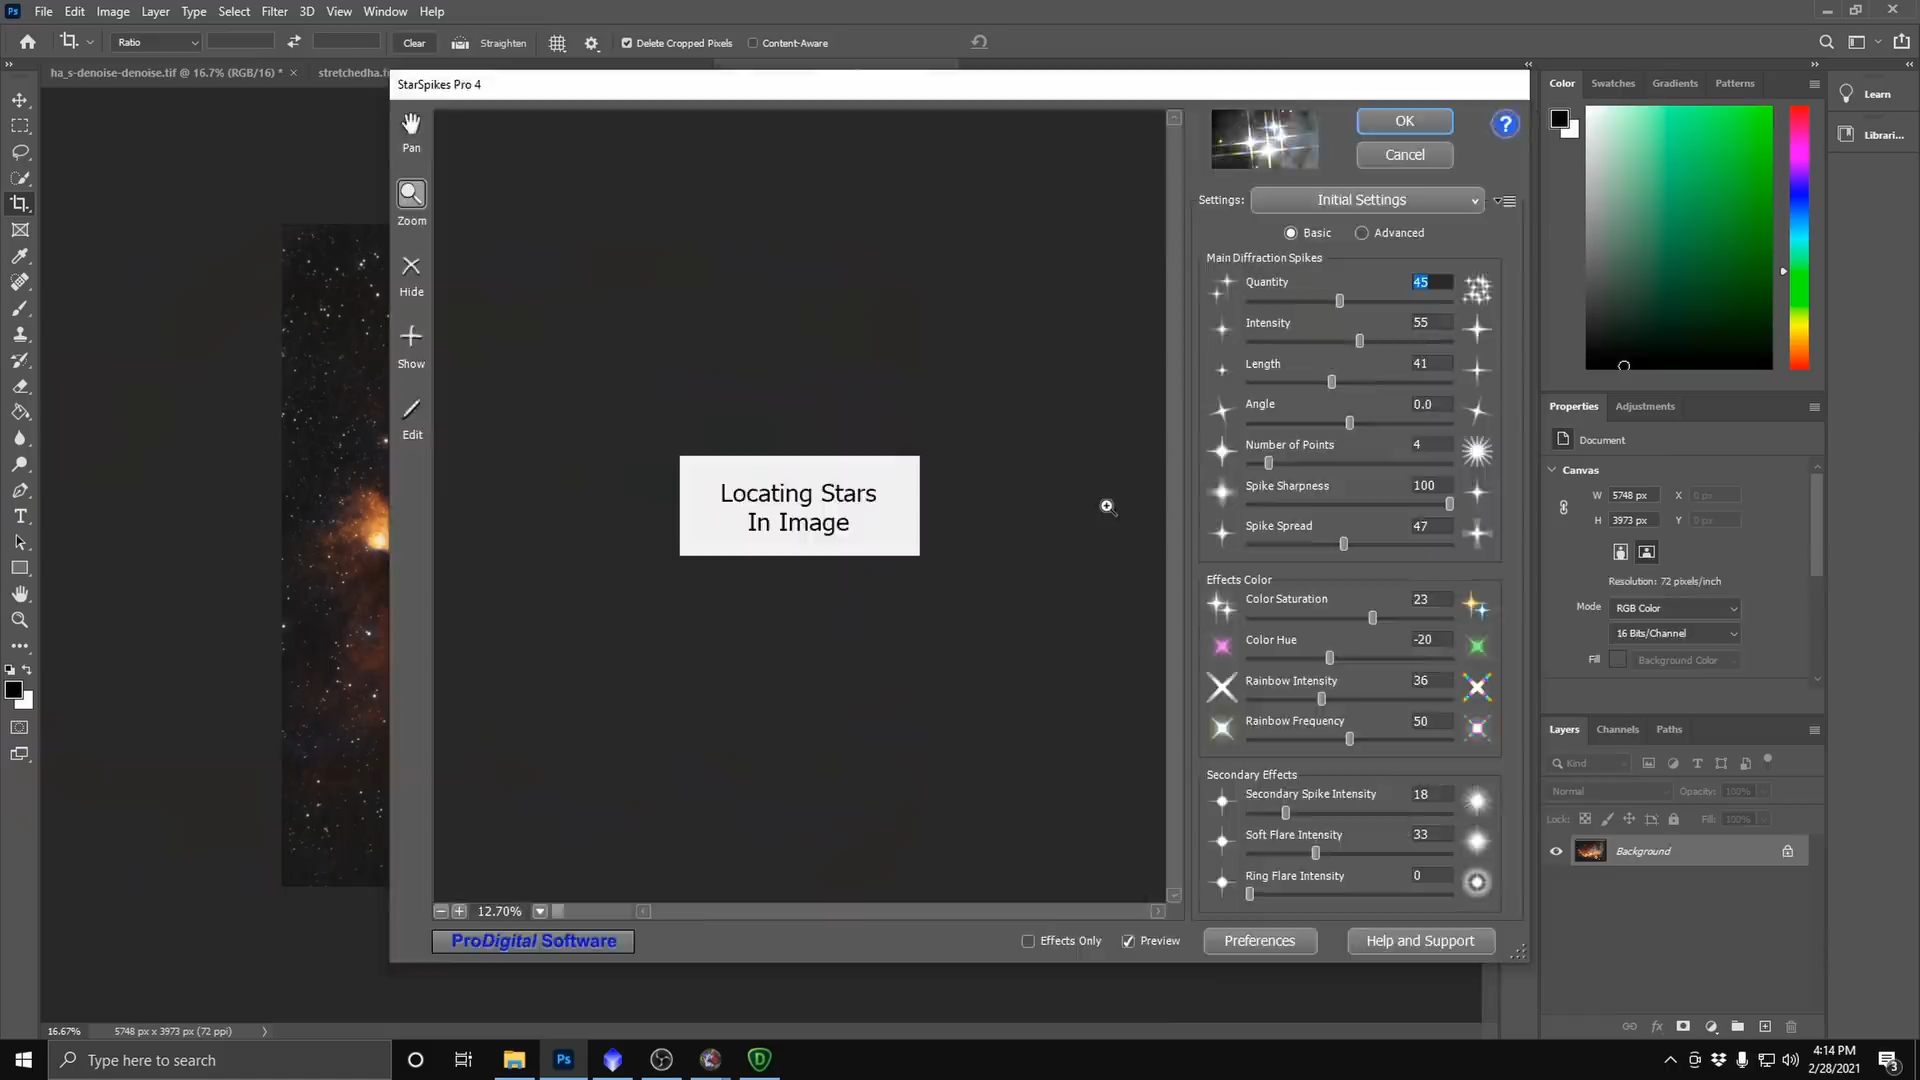 Ps File Edit Image Layer Type Select Filter 3D View Window Help
Ratio Clear Straighten Delete Cropped Pixels Content-Aware
ha_s-denoise-denoise.tif @ 16.7% (RGB/16) *
StarSpikes Pro 4
Pan
Zoom
Hide
Show
Edit
Locating Stars
In Image
12.70%
ProDigital Software
OK
Cancel
?
Settings: Initial Settings
Basic Advanced
Main Diffraction Spikes
Quantity 45
Intensity 55
Length 41
Angle 0.0
Number of Points 4
Spike Sharpness 100
Spike Spread 47
Effects Color
Color Saturation 23
Color Hue -20
Rainbow Intensity 36
Rainbow Frequency 50
Secondary Effects
Secondary Spike Intensity 18
Soft Flare Intensity 33
Ring Flare Intensity 0
Effects Only Preview Preferences Help and Support
Color Swatches Gradients Patterns
Learn
Librari...
Properties Adjustments
Document
Canvas
W 5748 px X 0 px
H 3973 px Y 0 px
Resolution: 72 pixels/inch
Mode RGB Color
16 Bits/Channel
Fill Background Color
Layers Channels Paths
Kind
Normal Opacity: 100%
Lock: Fill: 100%
Background
16.67% 5748 px x 3973 px (72 ppi)
Type here to search
Ps
4:14 PM
2/28/2021
3